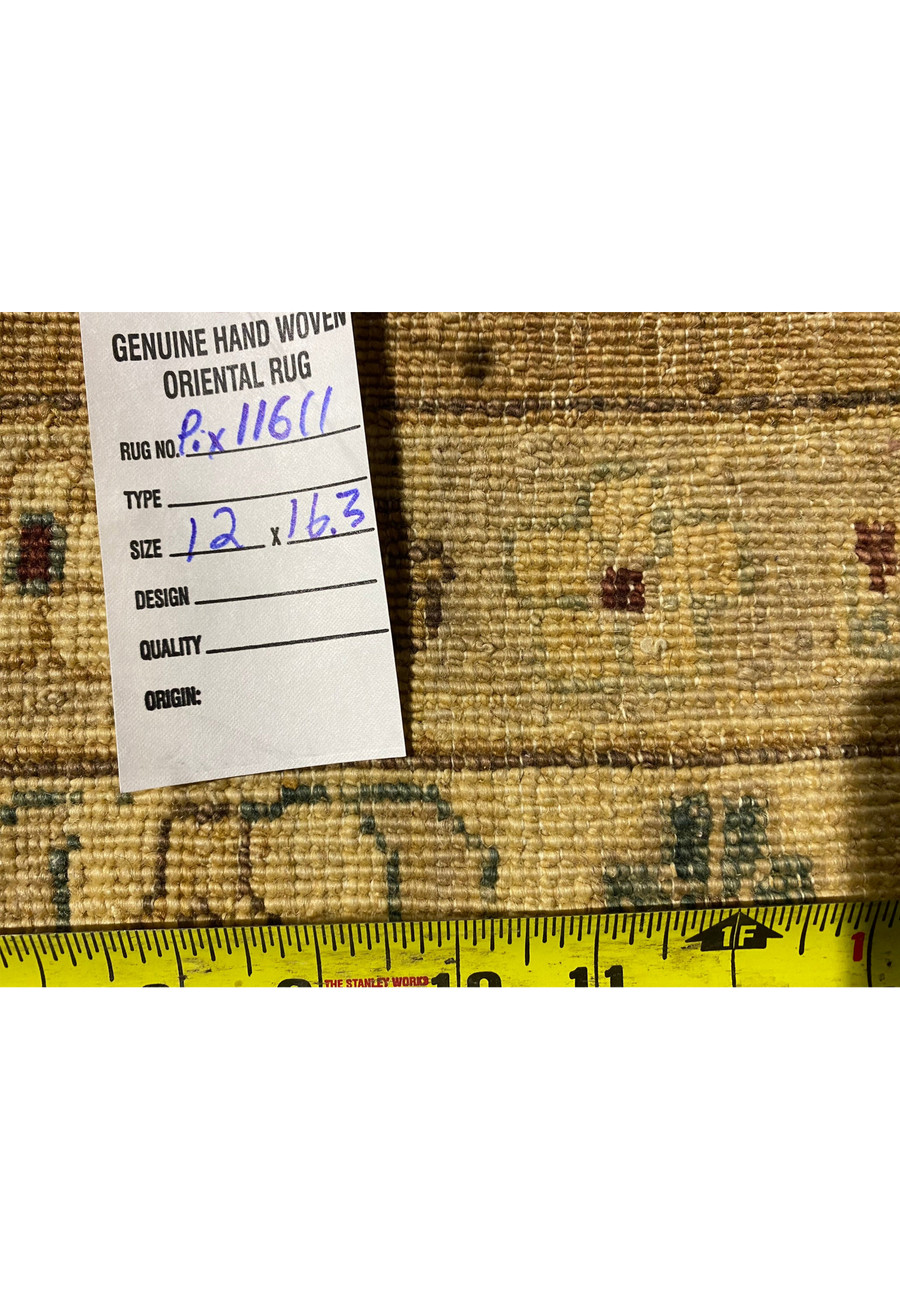 GENUINE HAND WOVEN
ORIENTAL RUG
RUG NO. Pix11611
TYPE
SIZE 12 x 16.3
DESIGN
QUALITY
ORIGIN:
1F 1
THE STANLEY WORKS 11